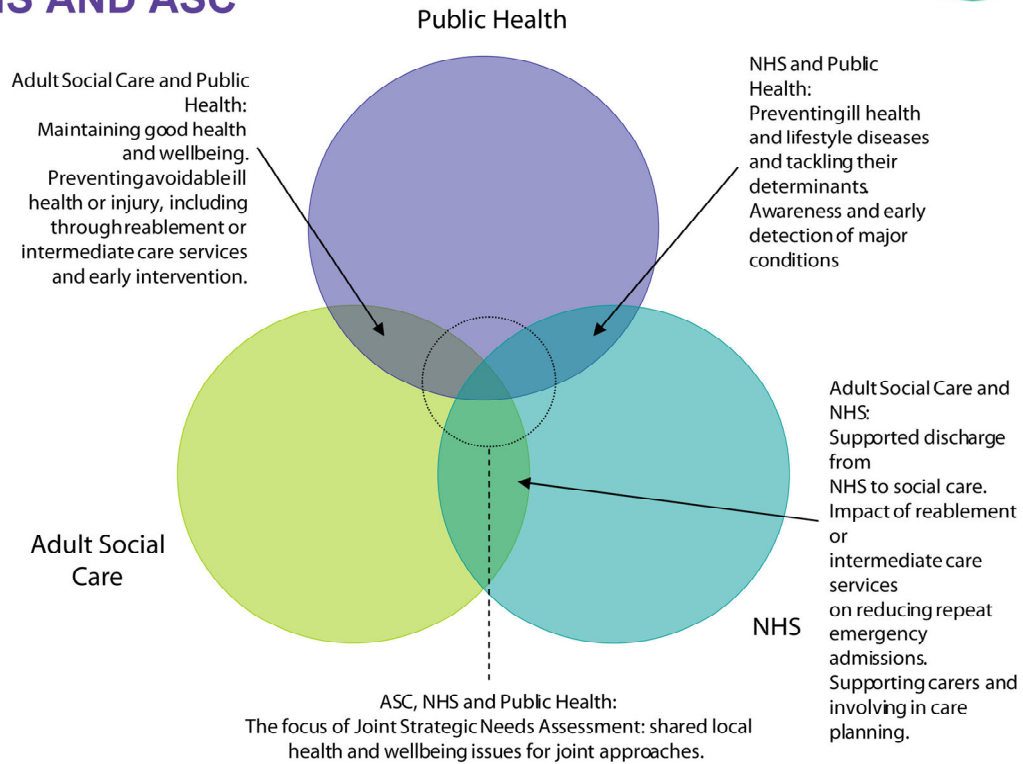 AND ASC
Public Health
Adult Social Care and Public
Health:
Maintaining good health
and wellbeing.
Preventing avoidable ill
health or injury, including
through reablement or
intermediate care services
and early intervention.
NHS and Public
Health:
Preventing ill health
and lifestyle diseases
and tackling their
determinants.
Awareness and early
detection of major
conditions
Adult Social Care and
NHS:
Supported discharge
from
NHS to social care.
Impact of reablement
or
intermediate care
services
on reducing repeat
emergency
admissions.
Supporting carers and
involving in care
planning.
Adult Social
Care
NHS
ASC, NHS and Public Health:
The focus of Joint Strategic Needs Assessment: shared local
health and wellbeing issues for joint approaches.